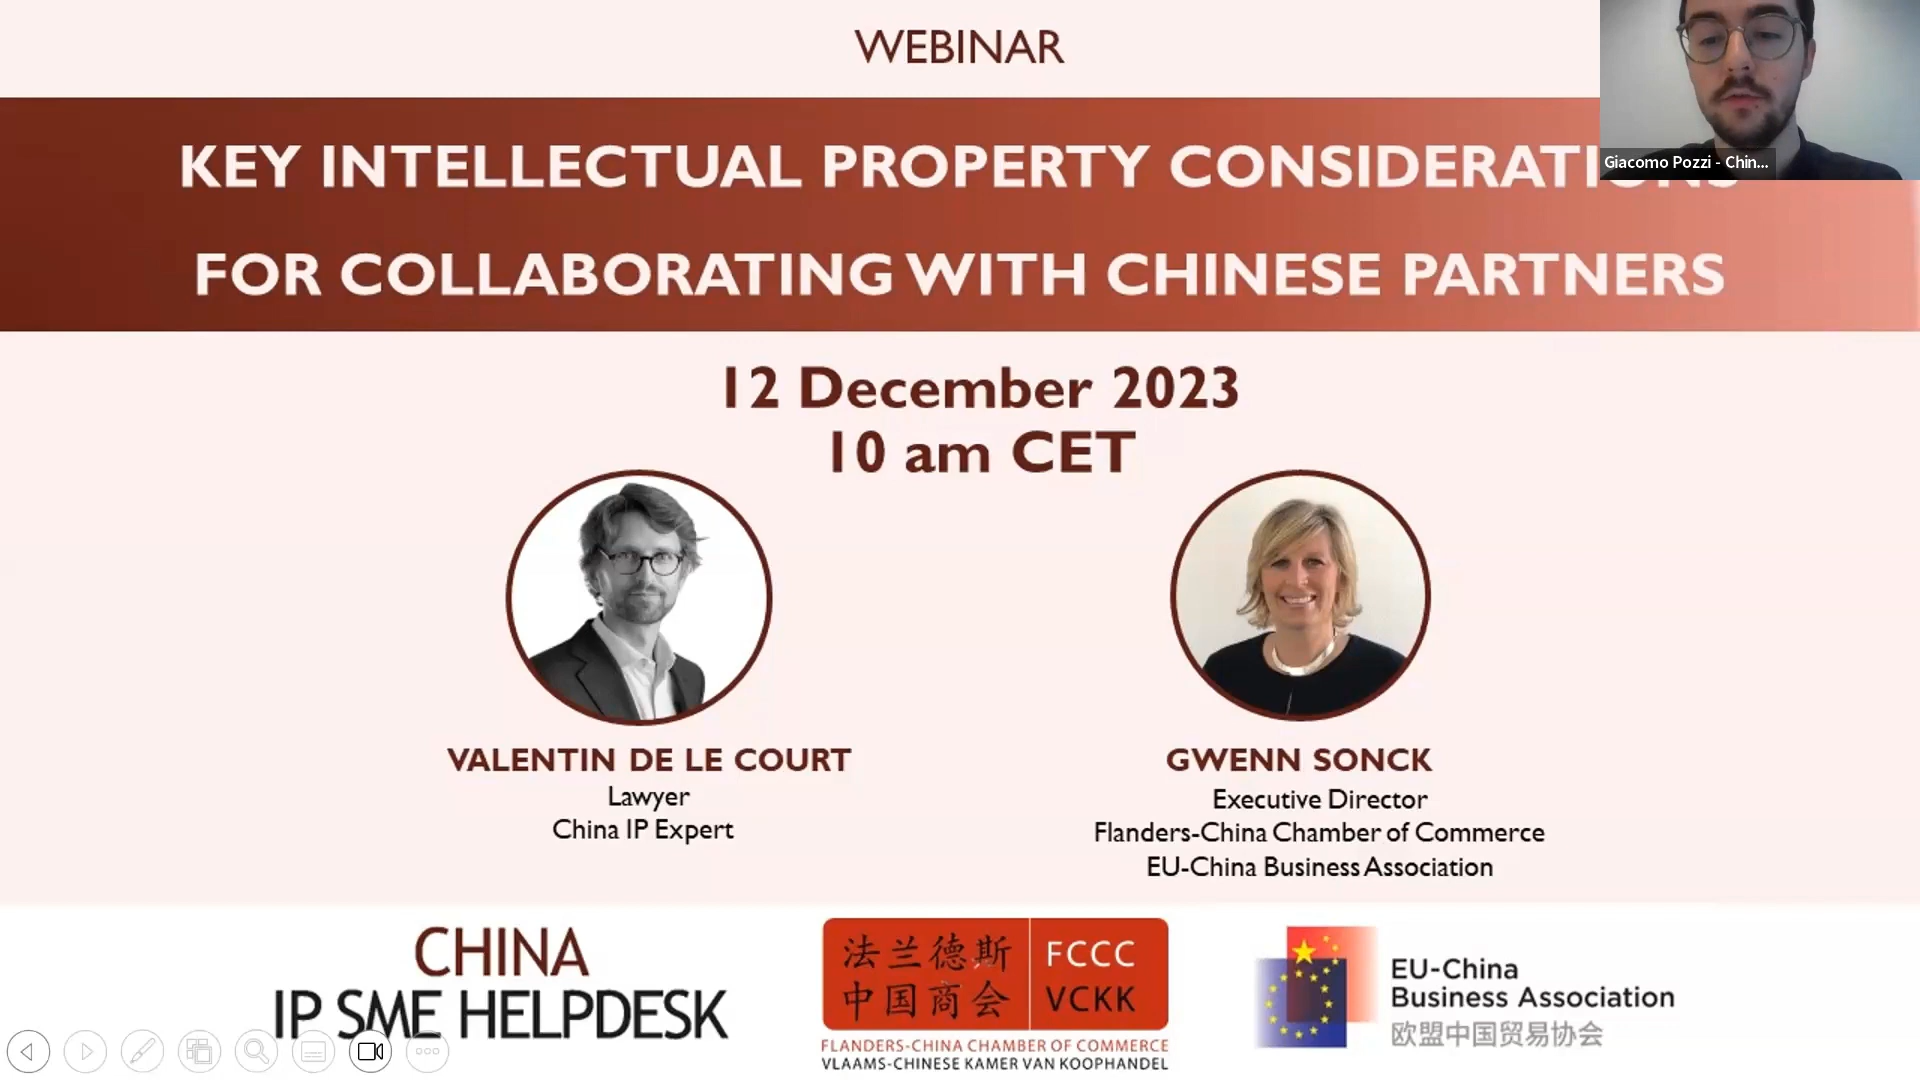 WEBINAR
KEY INTELLECTUAL PROPERTY CONSIDERATIONS
FOR COLLABORATING WITH CHINESE PARTNERS
Giacomo Pozzi - Chin...
12 December 2023
10 am CET
VALENTIN DE LE COURT
Lawyer
China IP Expert
GWENN SONCK
Executive Director
Flanders-China Chamber of Commerce
EU-China Business Association
CHINA
IP SME HELPDESK
法兰德斯
中国商会
FCCC
VCKK
FLANDERS-CHINA CHAMBER OF COMMERCE
VLAAMS-CHINESE KAMER VAN KOOPHANDEL
EU-China
Business Association
欧盟中国贸易协会